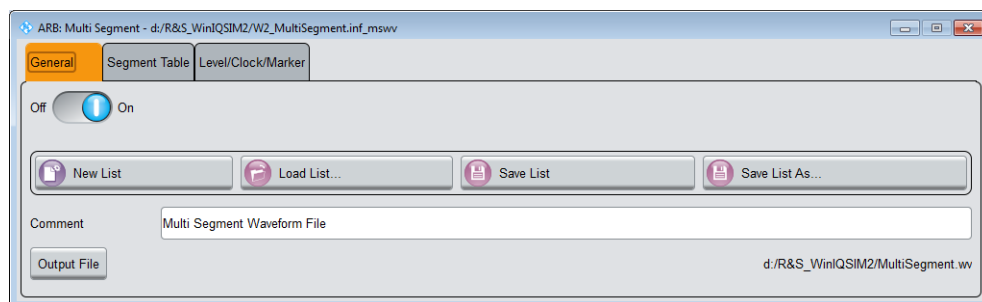 ARB: Multi Segment - d:/R&S_WinIQSIM2/W2_MultiSegment.inf_mswv
General Segment Table Level/Clock/Marker
Off On
New List Load List... Save List Save List As...
Comment Multi Segment Waveform File
Output File d:/R&S_WinIQSIM2/MultiSegment.wv